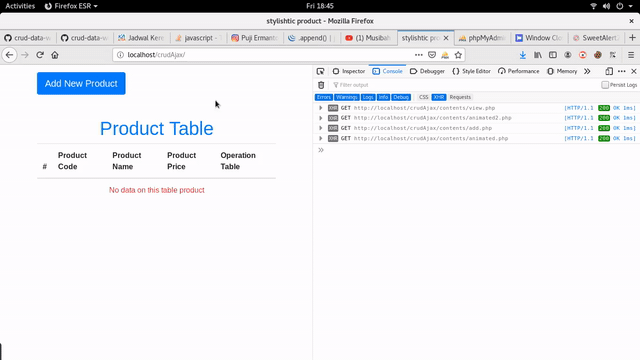 Activities Firefox ESR Fri 18:45
stylishtic product - Mozilla Firefox
crud-data-w crud-data-w Jadwal Kere javascript - Puji Ermant .append() | Musibah stylishtic produ phpMyAdmi Window Clo SweetAlert2
localhost/crudAjax/
Inspector Console Debugger Style Editor Performance Memory
Filter output Persist Logs
Errors Warnings Logs Info Debug CSS XHR Requests
XHR GET http://localhost/crudAjax/contents/view.php [HTTP/1.1 200 OK 1ms]
XHR GET http://localhost/crudAjax/contents/animated2.php [HTTP/1.1 200 OK 1ms]
XHR GET http://localhost/crudAjax/contents/add.php [HTTP/1.1 200 OK 1ms]
XHR GET http://localhost/crudAjax/contents/animated.php [HTTP/1.1 200 OK 1ms]
Add New Product
Product Table
# Product Code Product Name Product Price Operation Table
No data on this table product